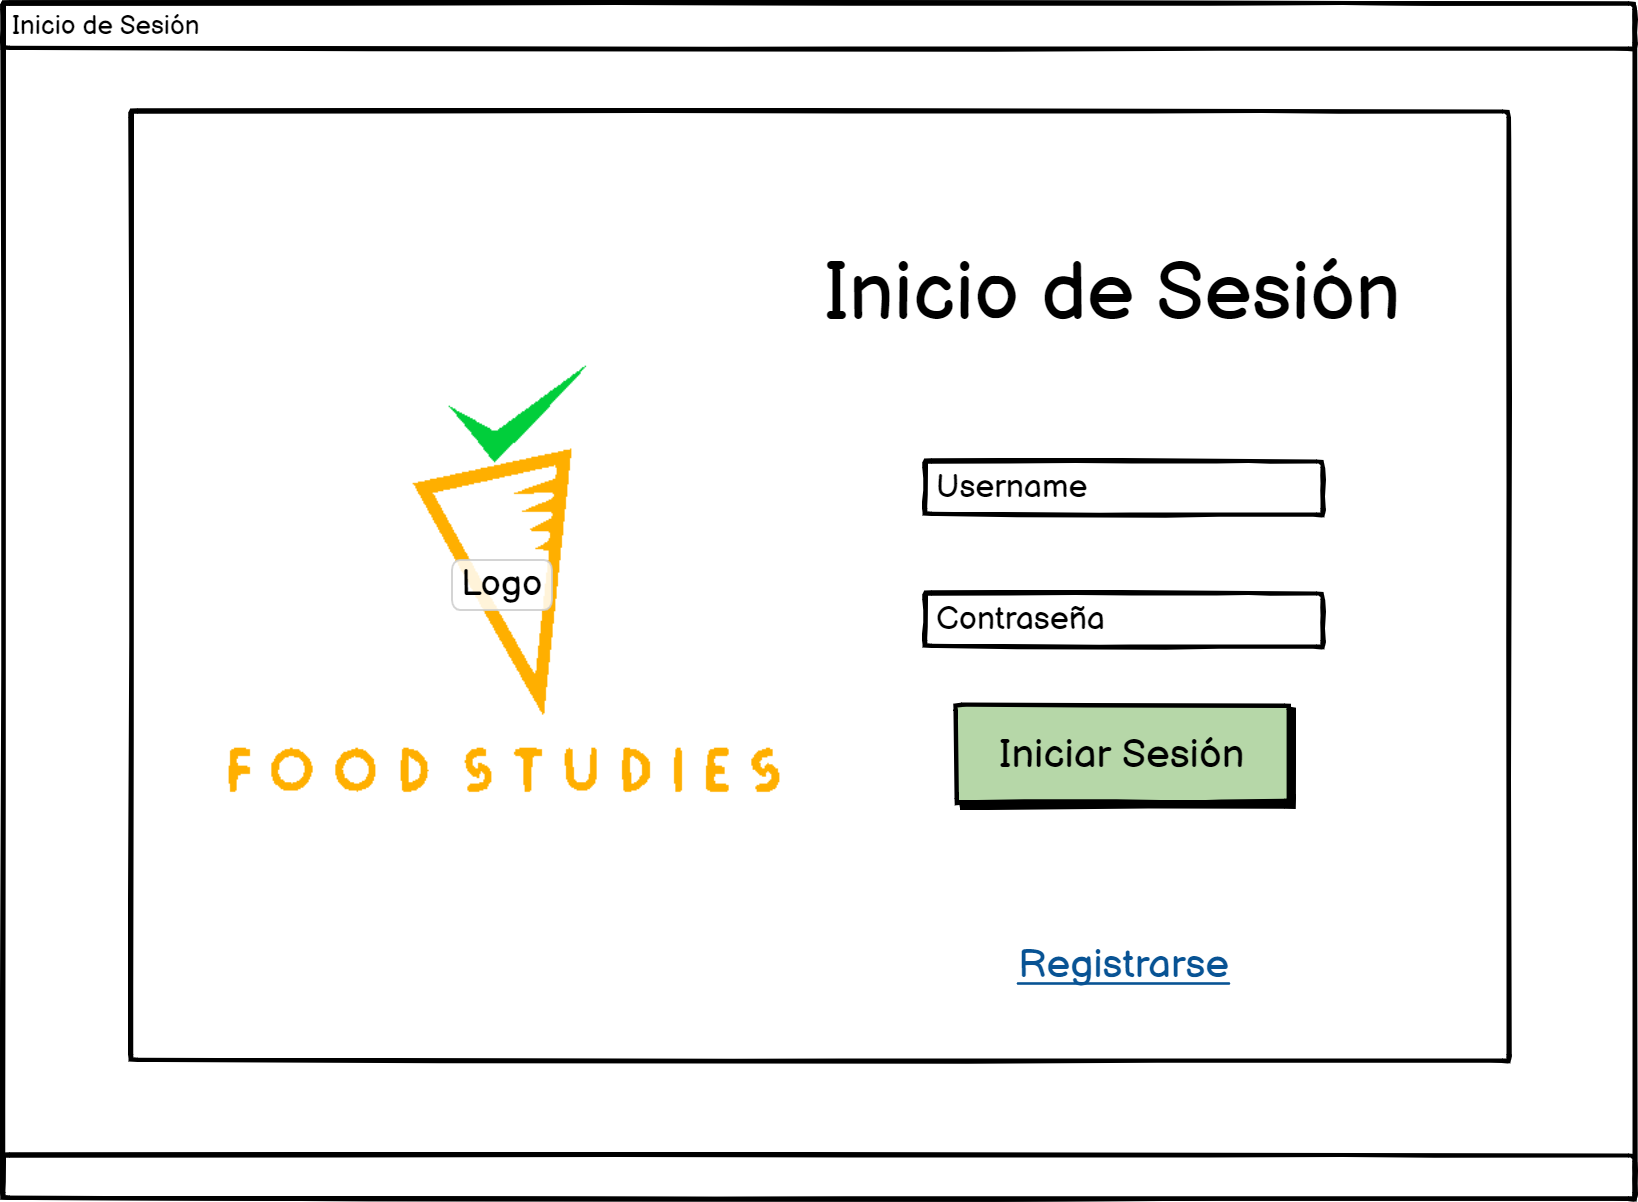 Inicio de Sesión
Inicio de Sesión
Username
Logo
Contraseña
Iniciar Sesión
FOOD STUDIES
Registrarse